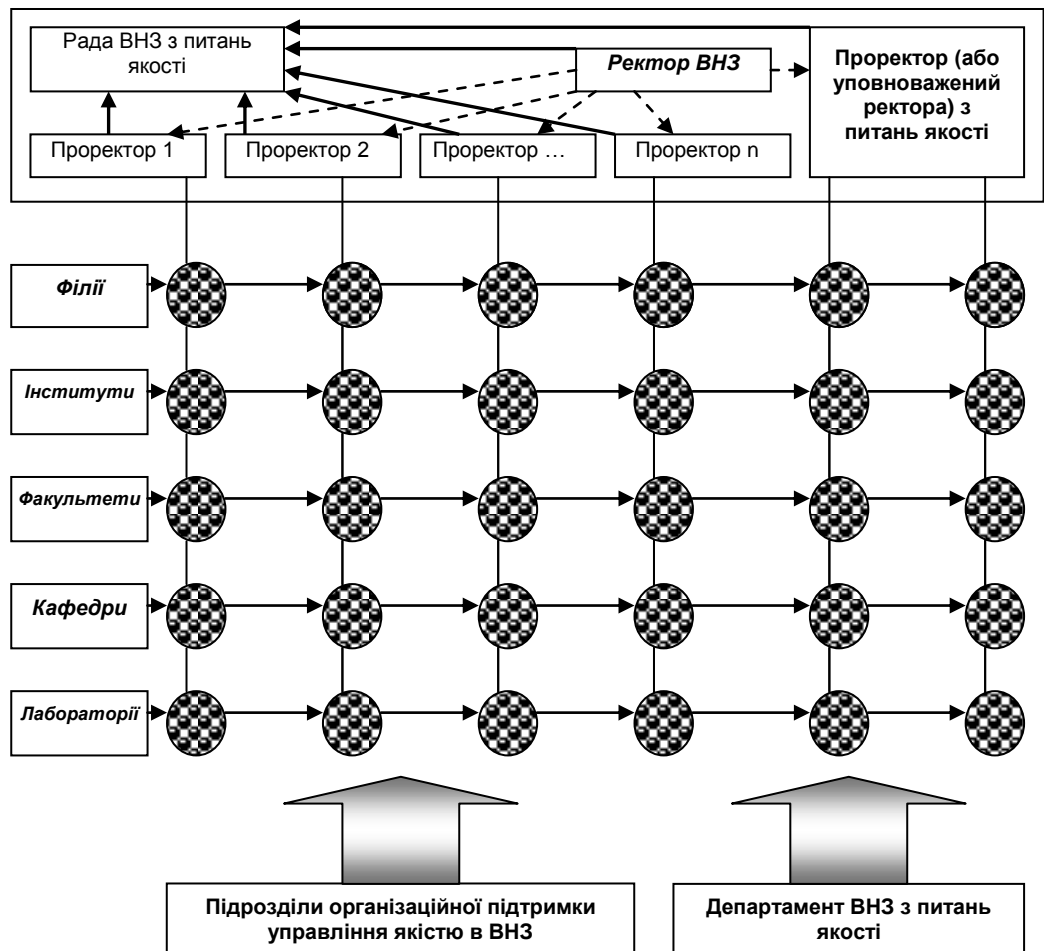 Рада ВНЗ з питань
якості
Ректор ВНЗ
Проректор (або
уповноважений
ректора) з
питань якості
Проректор 1
Проректор 2
Проректор …
Проректор n
Філії
Інститути
Факультети
Кафедри
Лабораторії
Підрозділи організаційної підтримки
управління якістю в ВНЗ
Департамент ВНЗ з питань
якості